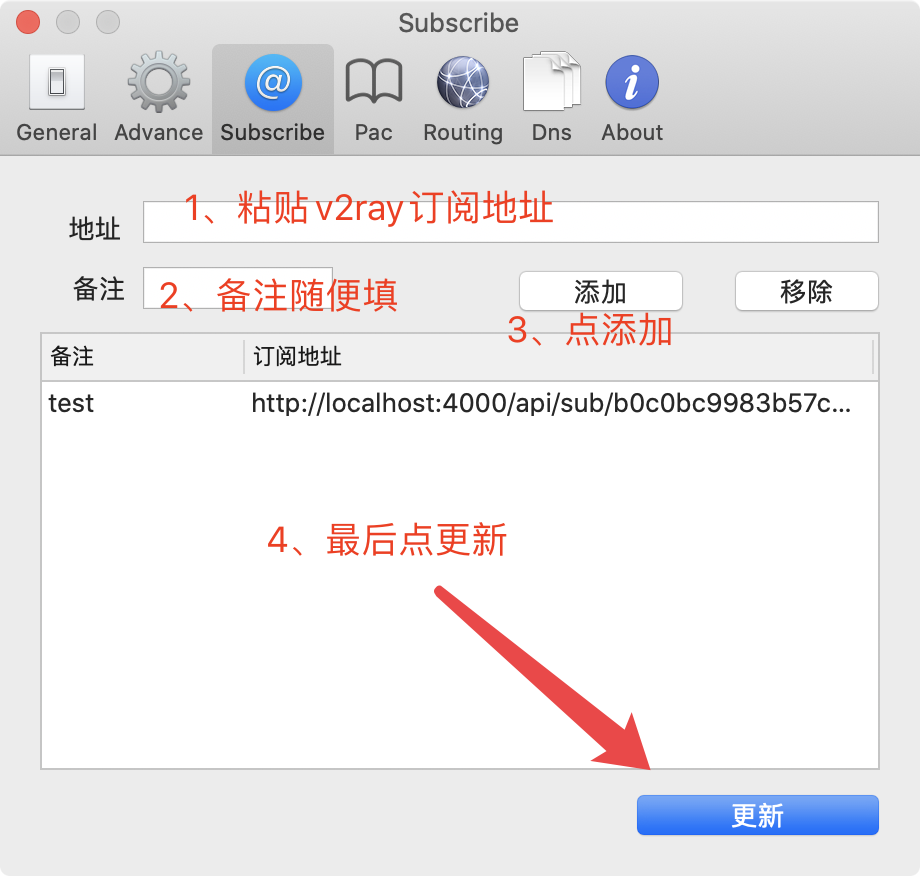 Subscribe
General Advance Subscribe Pac Routing Dns About
1、粘贴v2ray订阅地址
地址
备注
2、备注随便填
添加
移除
3、点添加
备注 订阅地址
test http://localhost:4000/api/sub/b0c0bc9983b57c...
4、最后点更新
更新